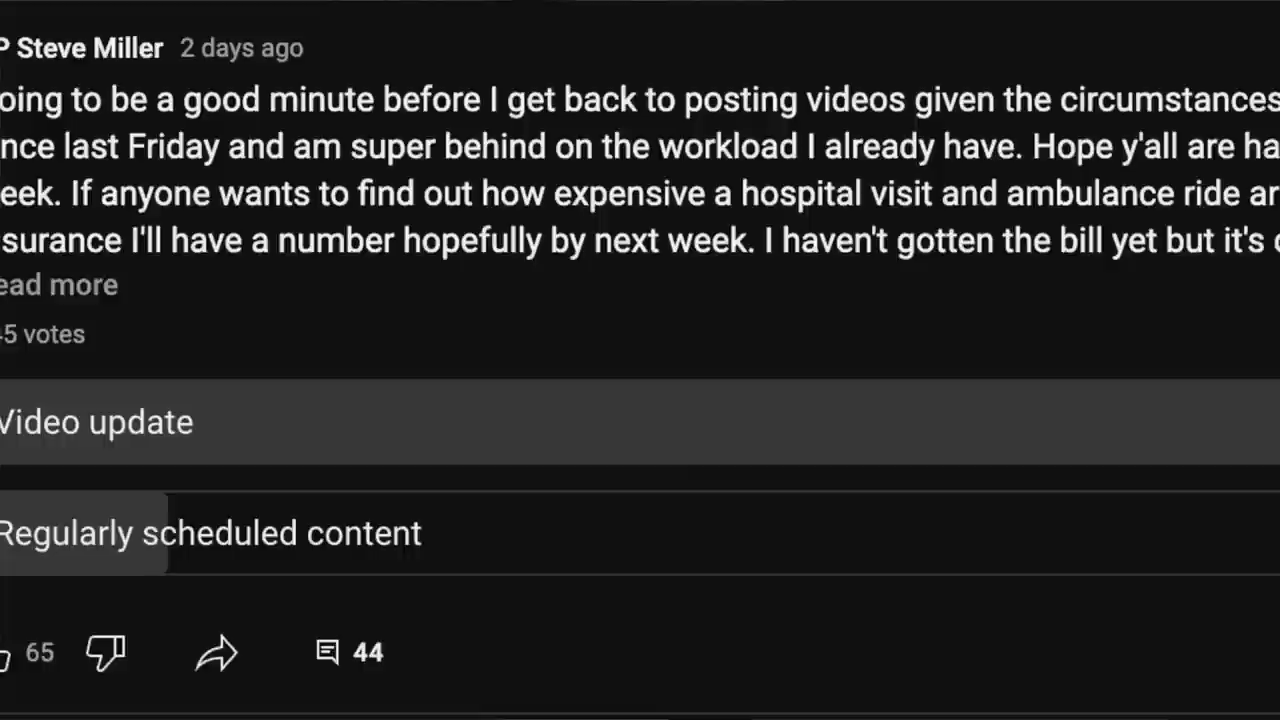 P Steve Miller 2 days ago
oing to be a good minute before I get back to posting videos given the circumstances
nce last Friday and am super behind on the workload I already have. Hope y'all are ha
eek. If anyone wants to find out how expensive a hospital visit and ambulance ride ar
surance I'll have a number hopefully by next week. I haven't gotten the bill yet but it's
ead more
45 votes
Video update
Regularly scheduled content
65 44